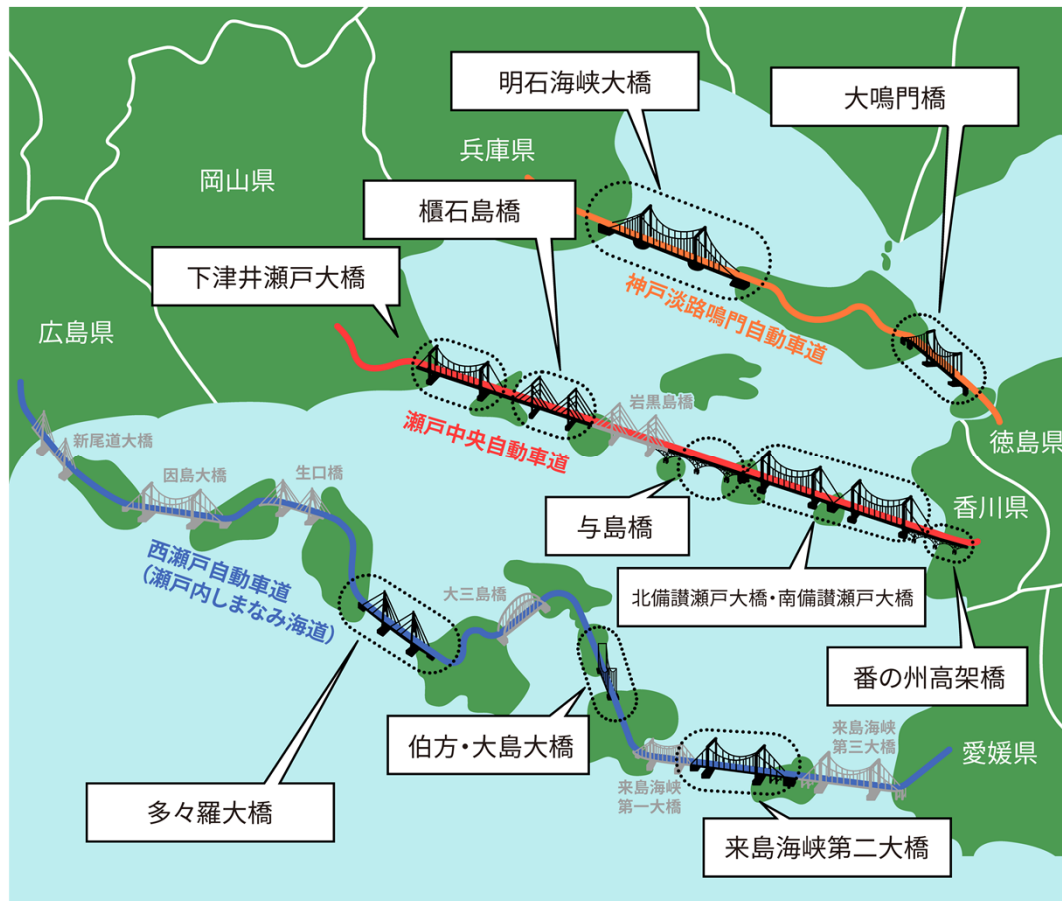 明石海峡大橋
大鳴門橋
兵庫県
岡山県
櫃石島橋
下津井瀬戸大橋
神戸淡路鳴門自動車道
広島県
岩黒島橋
瀬戸中央自動車道
徳島県
新尾道大橋
因島大橋
生口橋
香川県
与島橋
西瀬戸自動車道
(瀬戸内しまなみ海道)
大三島橋
北備讃瀬戸大橋・南備讃瀬戸大橋
番の州高架橋
伯方・大島大橋
来島海峡
第三大橋
愛媛県
来島海峡
第一大橋
多々羅大橋
来島海峡第二大橋